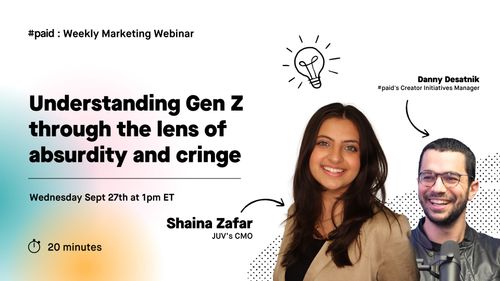 #paid : Weekly Marketing Webinar
Understanding Gen Z
through the lens of
absurdity and cringe
Wednesday Sept 27th at 1pm ET
20 minutes
Shaina Zafar
JUV's CMO
Danny Desatnik
#paid's Creator Initiatives Manager